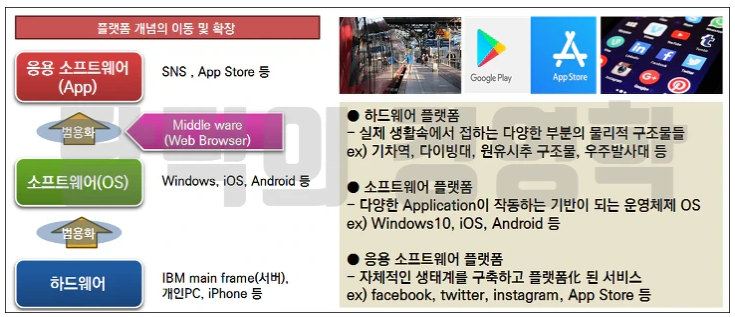 플랫폼 개념의 이동 및 확장
응용 소프트웨어
(App)
SNS , App Store 등
범용화
Middle ware
(Web Browser)
소프트웨어(OS)
Windows, iOS, Android 등
범용화
하드웨어
IBM main frame(서버),
개인PC, iPhone 등
Google Play
App Store
● 하드웨어 플랫폼
- 실제 생활속에서 접하는 다양한 부분의 물리적 구조물들
ex) 기차역, 다이빙대, 원유시추 구조물, 우주발사대 등
● 소프트웨어 플랫폼
- 다양한 Application이 작동하는 기반이 되는 운영체제 OS
ex) Windows10, iOS, Android 등
● 응용 소프트웨어 플랫폼
- 자체적인 생태계를 구축하고 플랫폼化 된 서비스
ex) facebook, twitter, instagram, App Store 등